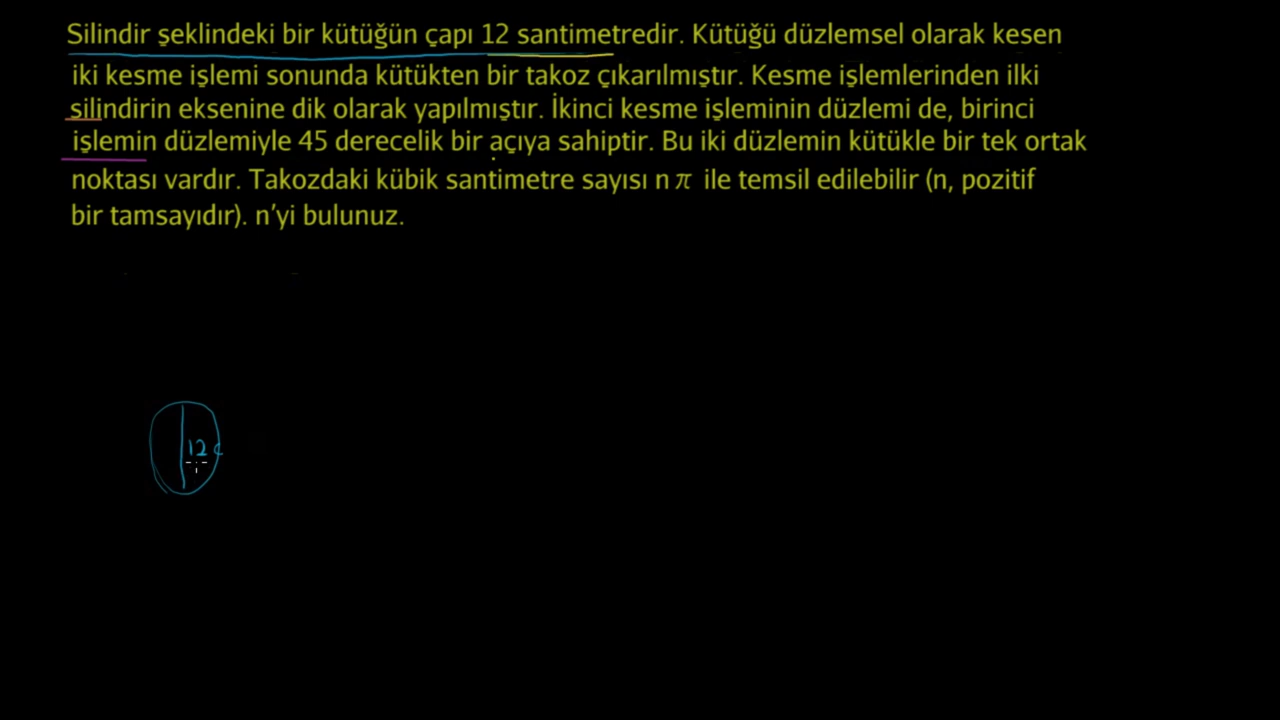 Silindir şeklindeki bir kütüğün çapı 12 santimetredir. Kütüğü düzlemsel olarak kesen
iki kesme işlemi sonunda kütükten bir takoz çıkarılmıştır. Kesme işlemlerinden ilki
silindirin eksenine dik olarak yapılmıştır. İkinci kesme işleminin düzlemi de, birinci
işlemin düzlemiyle 45 derecelik bir açıya sahiptir. Bu iki düzlemin kütükle bir tek ortak
noktası vardır. Takozdaki kübik santimetre sayısı n π ile temsil edilebilir (n, pozitif
bir tamsayıdır). n’yi bulunuz.
12 c